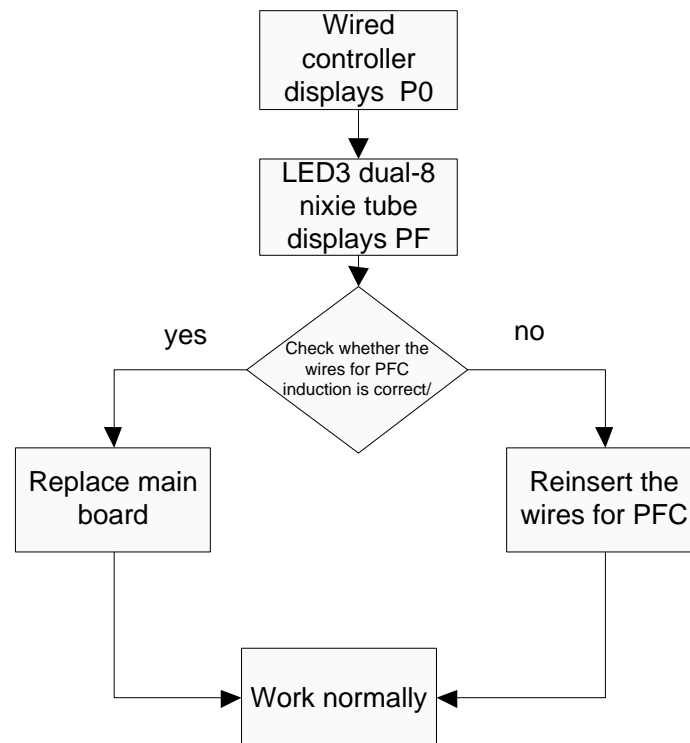 Wired
controller
displays  P0
LED3 dual-8
nixie tube
displays PF
yes
no
Check whether the
wires for PFC
induction is correct/
Replace main
board
Reinsert the
wires for PFC
Work normally